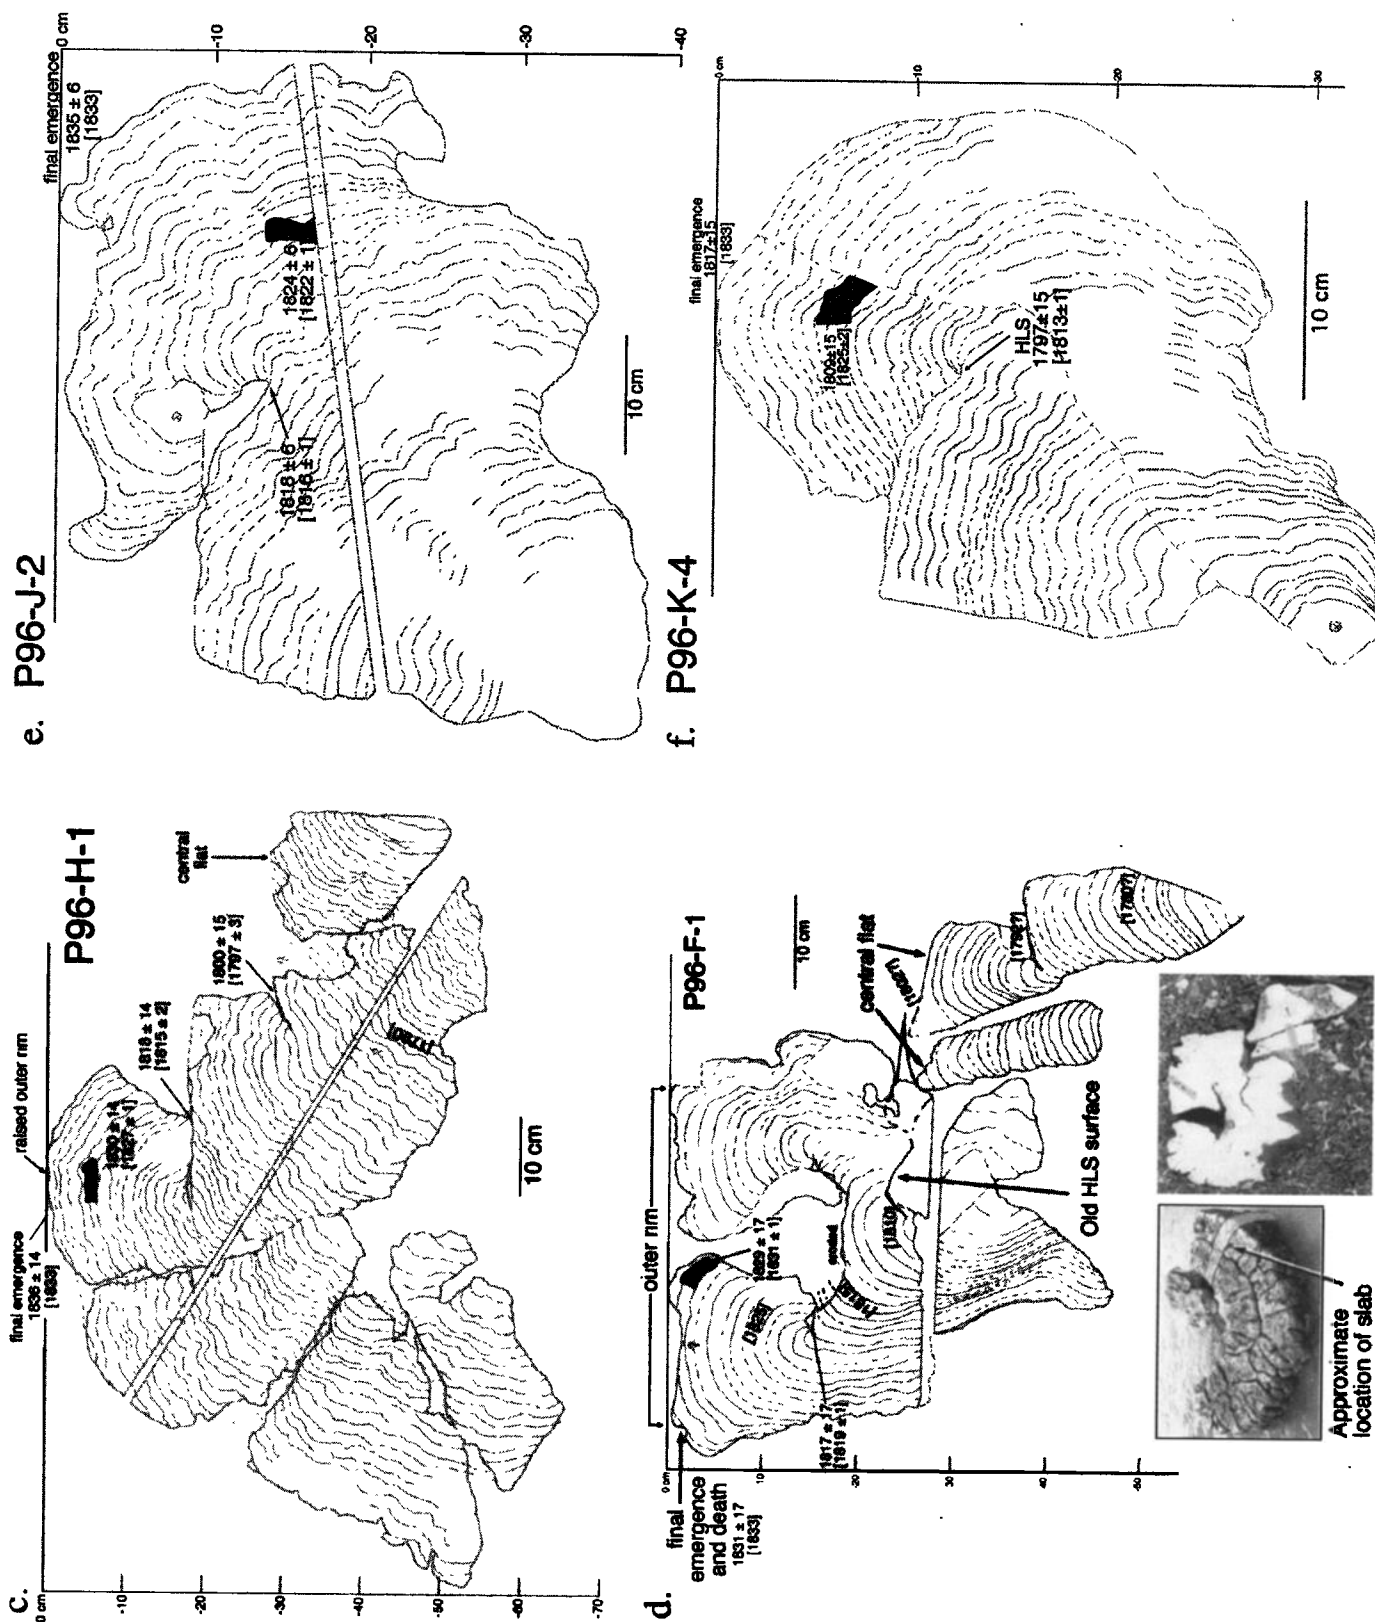 c.
P96-H-1
final emergence
1836 ± 14
[1833]
raised outer rim
1818 ± 14
[1815 ± 2]
1800 ± 15
[1797 ± 3]
central
flat
10 cm
0 cm
-10
-20
-30
-40
-50
-60
-70
d.
P96-F-1
final
emergence
and death
1831 ± 17
[1833]
outer rim
1829 ± 17
[1831 ± 1]
1817 ± 17
[1819 ± 1]
[1825]
[1810]
central flat
[1792?]
[1780?]
Old HLS surface
10 cm
0 cm
10
-20
30
-40
-50
Approximate
location of slab
e. P96-J-2
final emergence
1835 ± 6
[1833]
1824 ± 6
[1822 ± 1]
1818 ± 6
[1816 ± 1]
10 cm
0 cm
-10
-20
-30
-40
f. P96-K-4
final emergence
1817±15
[1833]
1809±15
[1825±2]
HLS
1797±15
[1813±1]
10 cm
0 cm
-10
-20
-30